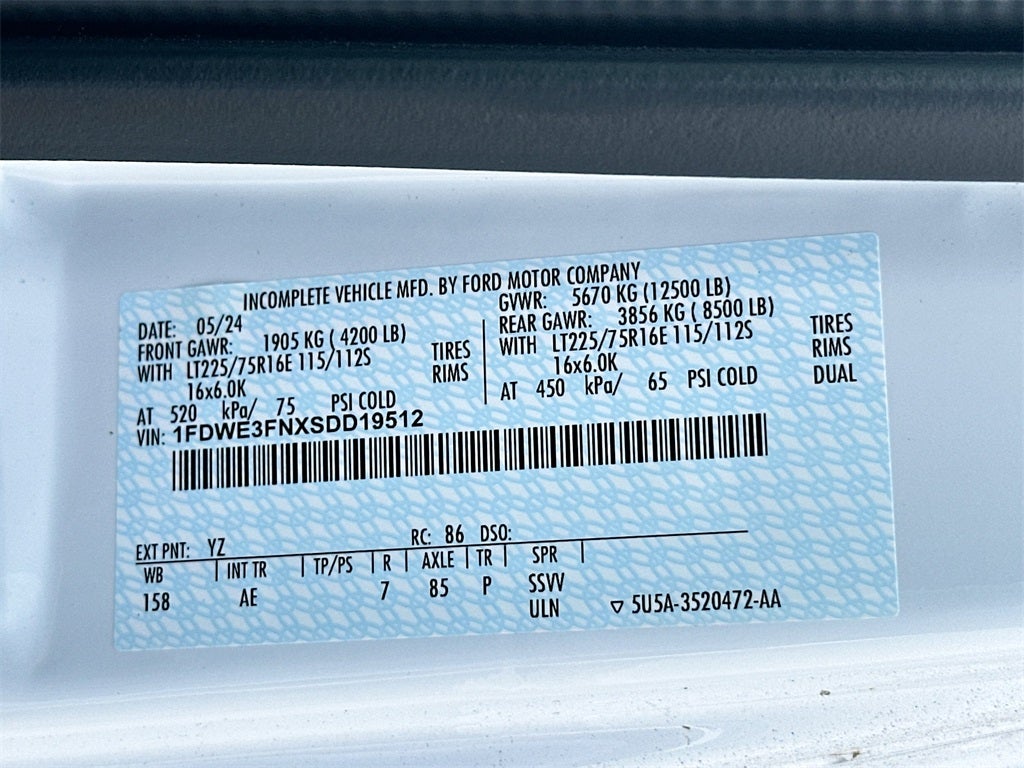 INCOMPLETE VEHICLE MFD. BY FORD MOTOR COMPANY
DATE: 05/24
FRONT GAWR: 1905 KG ( 4200 LB)
WITH LT225/75R16E 115/112S TIRES
16x6.0K RIMS
AT 520 kPa/ 75 PSI COLD
GVWR: 5670 KG (12500 LB)
REAR GAWR: 3856 KG ( 8500 LB)
WITH LT225/75R16E 115/112S TIRES
16x6.0K RIMS
AT 450 kPa/ 65 PSI COLD DUAL
VIN: 1FDWE3FNXSDD19512
EXT PNT: YZ RC: 86 DSO:
WB INT TR TP/PS R AXLE TR SPR
158 AE 7 85 P SSVV
ULN ▽ 5U5A-3520472-AA